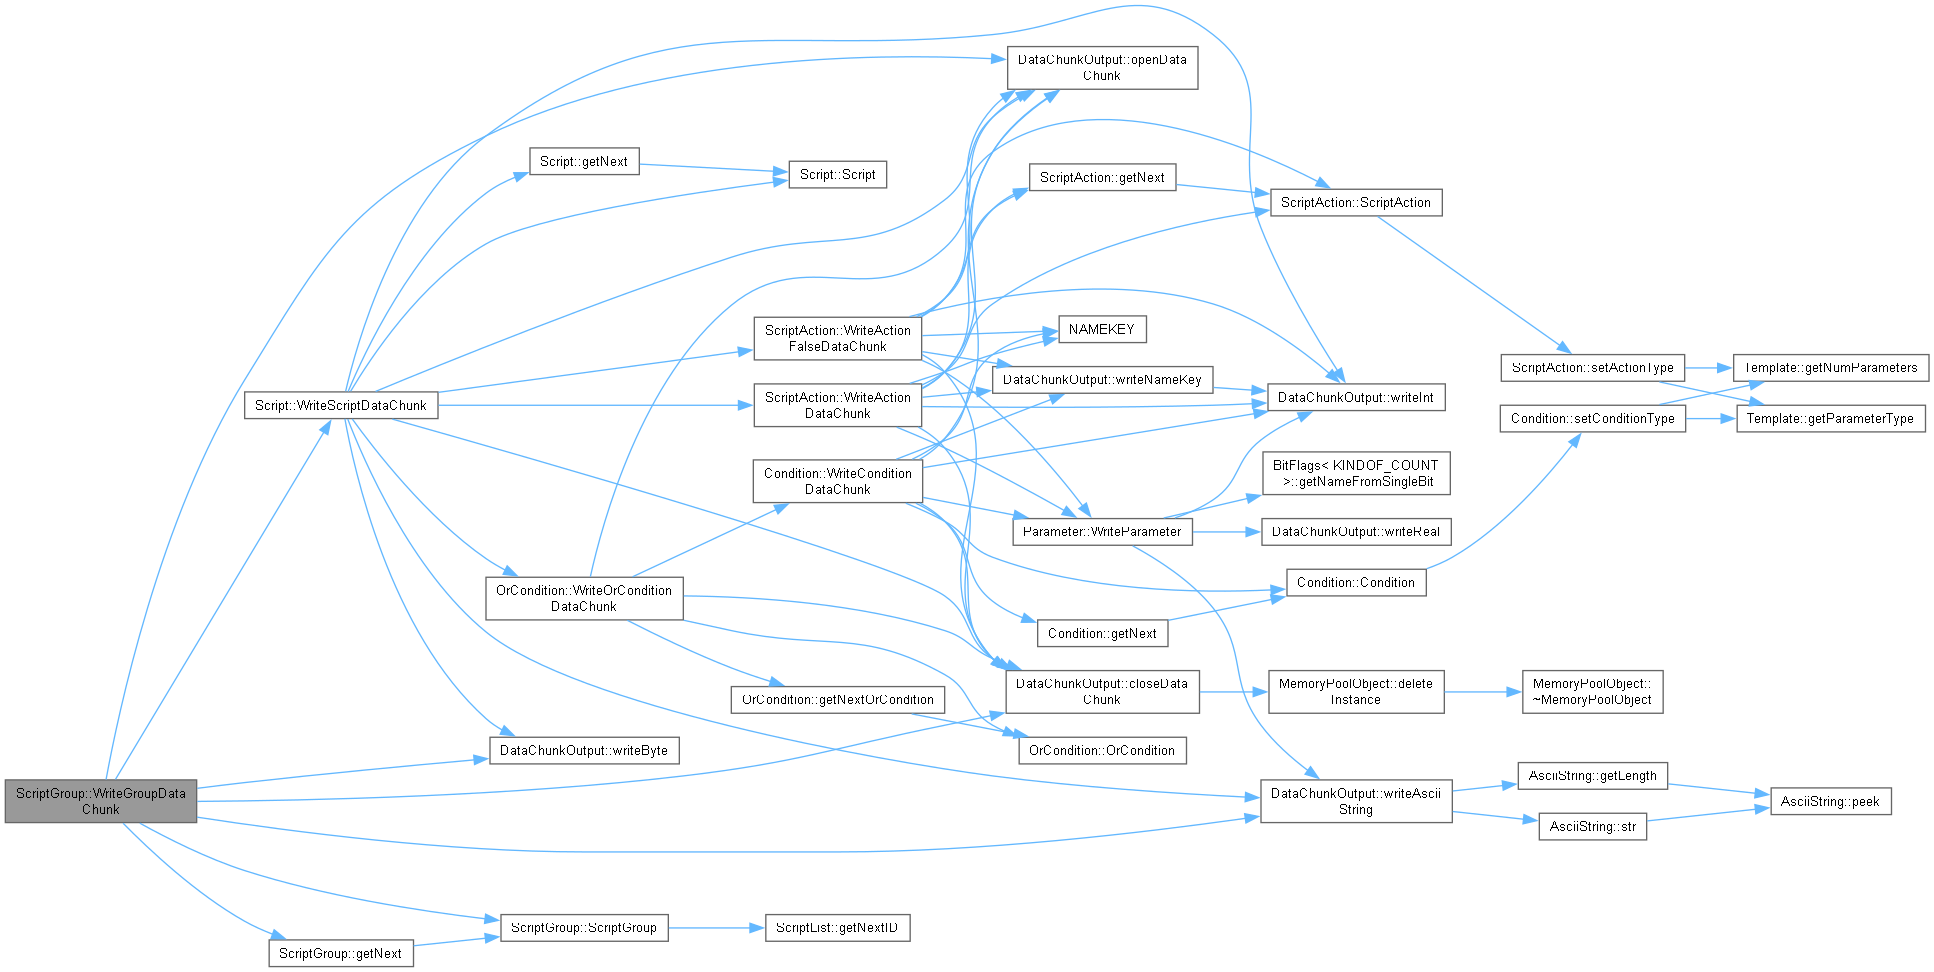 DataChunkOutput::openData
Chunk
Script::getNext
Script::Script
ScriptAction::getNext
ScriptAction::ScriptAction
ScriptAction::WriteAction
FalseDataChunk
NAMEKEY
DataChunkOutput::writeNameKey
ScriptAction::setActionType
Template::getNumParameters
Script::WriteScriptDataChunk
ScriptAction::WriteAction
DataChunk
DataChunkOutput::writeInt
Condition::setConditionType
Template::getParameterType
Condition::WriteCondition
DataChunk
BitFlags< KINDOF_COUNT
>::getNameFromSingleBit
Parameter::WriteParameter
DataChunkOutput::writeReal
OrCondition::WriteOrCondition
DataChunk
Condition::Condition
Condition::getNext
OrCondition::getNextOrCondition
DataChunkOutput::closeData
Chunk
MemoryPoolObject::delete
Instance
MemoryPoolObject::
~MemoryPoolObject
DataChunkOutput::writeByte
OrCondition::OrCondition
ScriptGroup::WriteGroupData
Chunk
DataChunkOutput::writeAscii
String
AsciiString::getLength
AsciiString::str
AsciiString::peek
ScriptGroup::ScriptGroup
ScriptList::getNextID
ScriptGroup::getNext